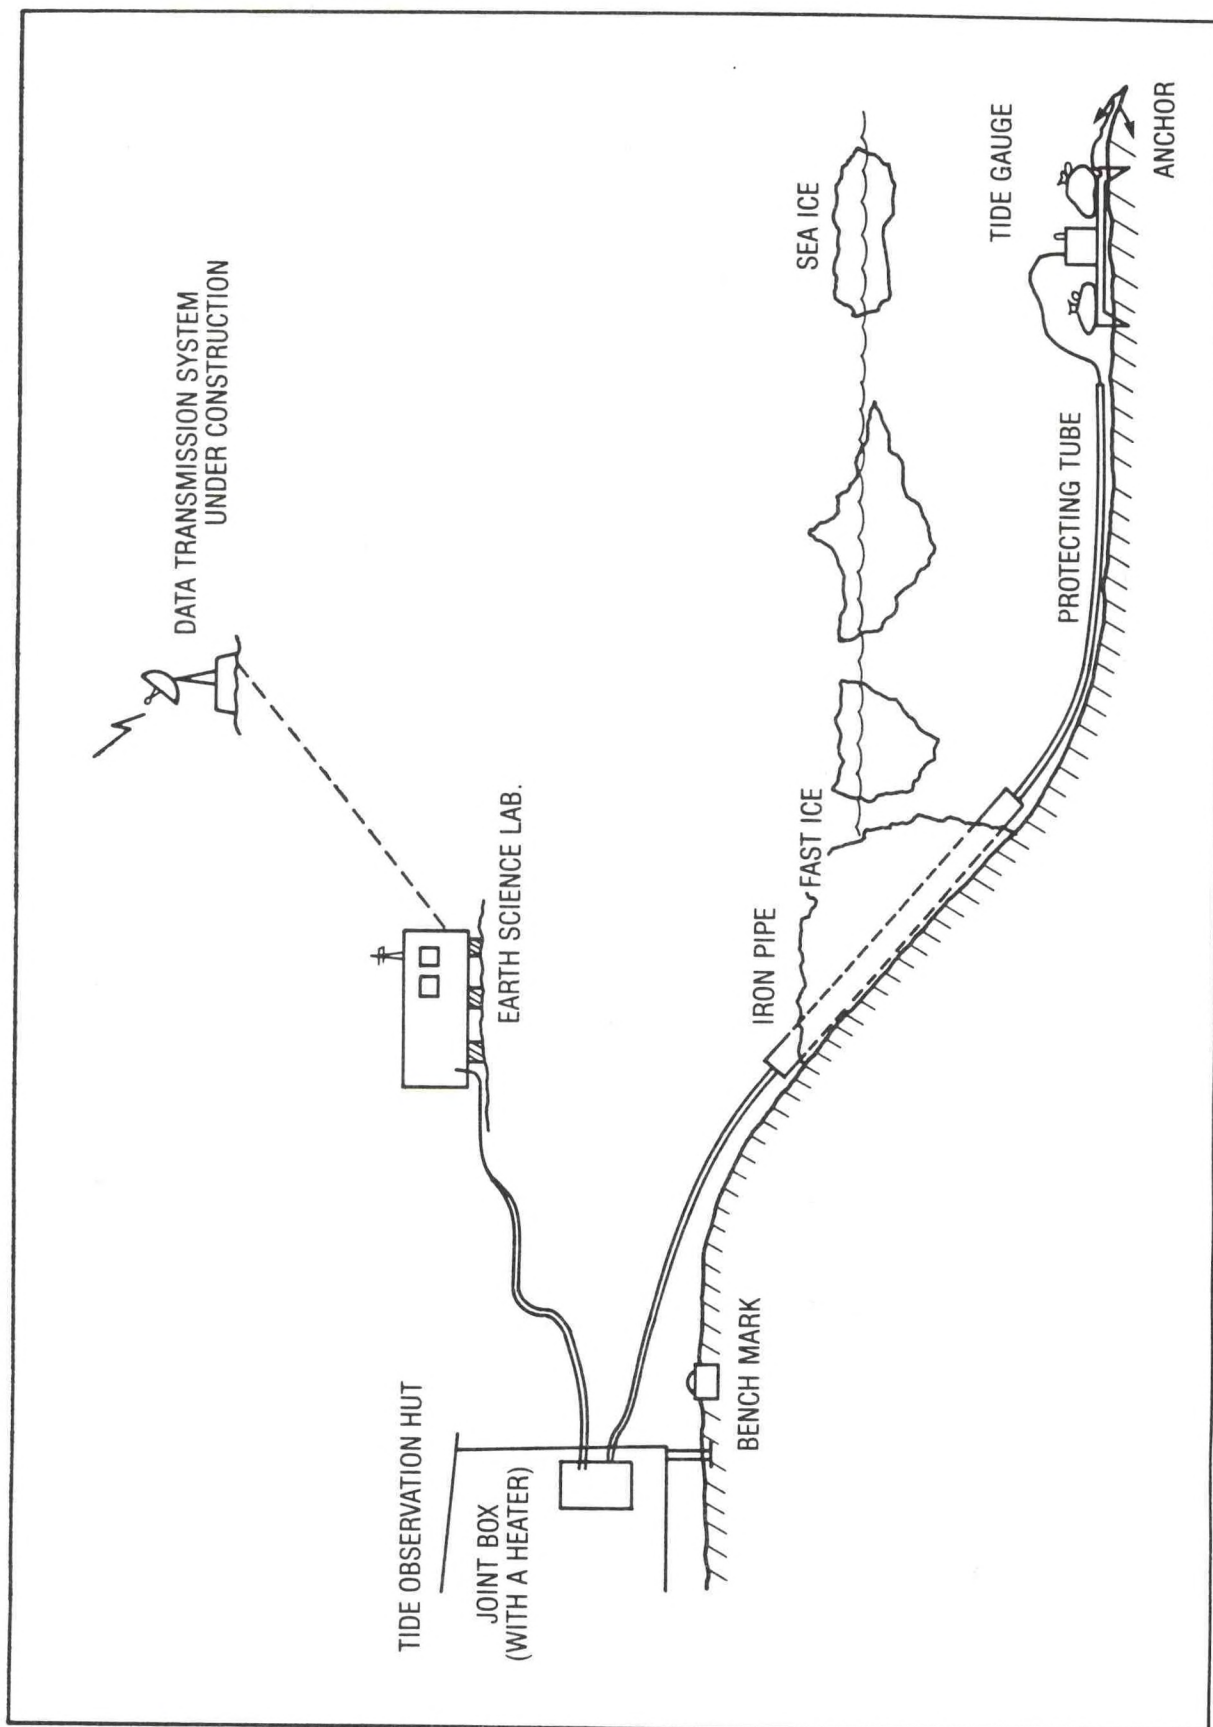 DATA TRANSMISSION SYSTEM
UNDER CONSTRUCTION
TIDE OBSERVATION HUT
JOINT BOX
(WITH A HEATER)
EARTH SCIENCE LAB.
BENCH MARK
IRON PIPE
FAST ICE
SEA ICE
PROTECTING TUBE
TIDE GAUGE
ANCHOR